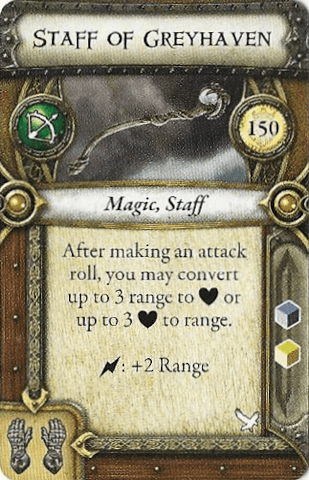 STAFF OF GREYHAVEN
150
Magic, Staff
After making an attack
roll, you may convert
up to 3 range to ♥ or
up to 3 ♥ to range.
: +2 Range